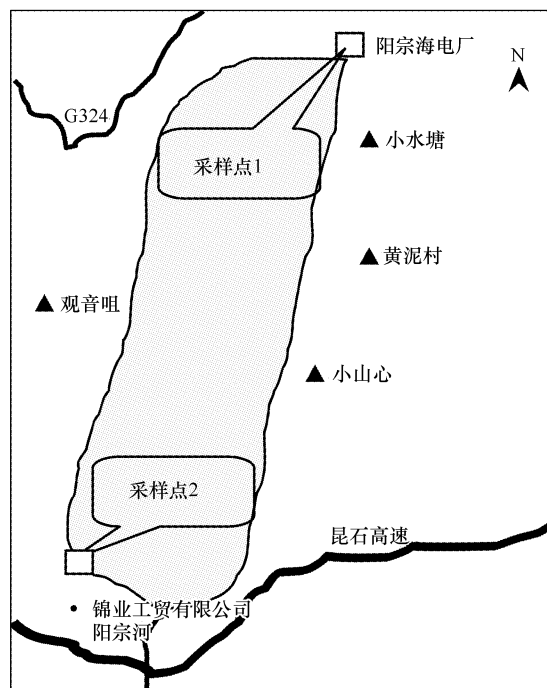 阳宗海电厂
N
G324
小水塘
采样点1
黄泥村
观音咀
小山心
采样点2
昆石高速
锦业工贸有限公司
阳宗河